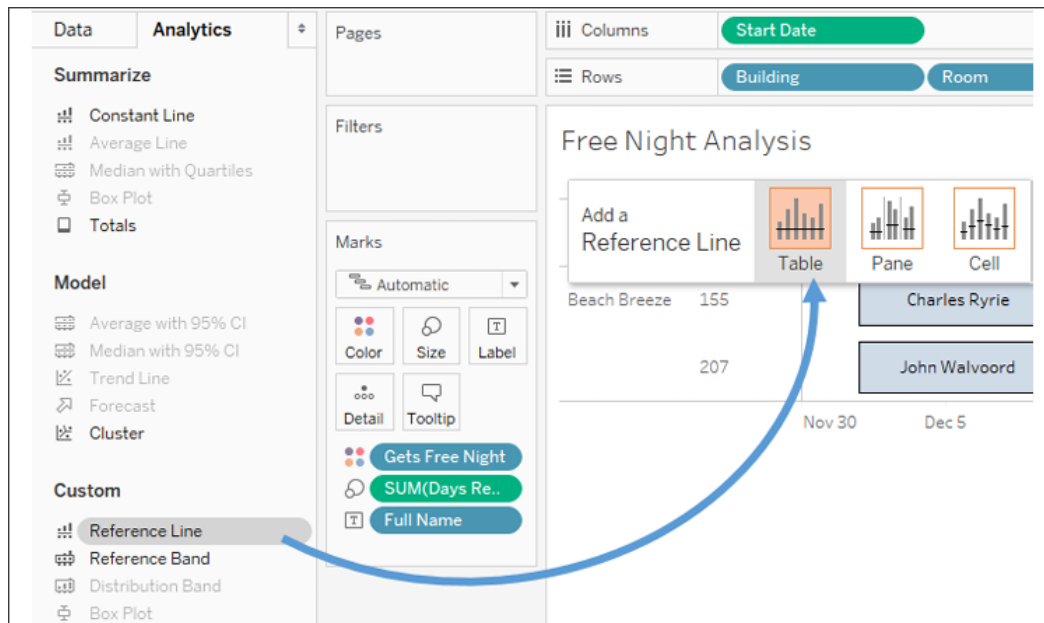 Data Analytics
Summarize
Constant Line
Average Line
Median with Quartiles
Box Plot
Totals
Model
Average with 95% CI
Median with 95% CI
Trend Line
Forecast
Cluster
Custom
Reference Line
Reference Band
Distribution Band
Box Plot
Pages
Filters
Marks
Automatic
Color Size Label
Detail Tooltip
Gets Free Night
SUM(Days Re..
Full Name
Columns Start Date
Rows Building Room
Free Night Analysis
Add a
Reference Line
Table Pane Cell
Beach Breeze 155 Charles Ryrie
207 John Walvoord
Nov 30 Dec 5